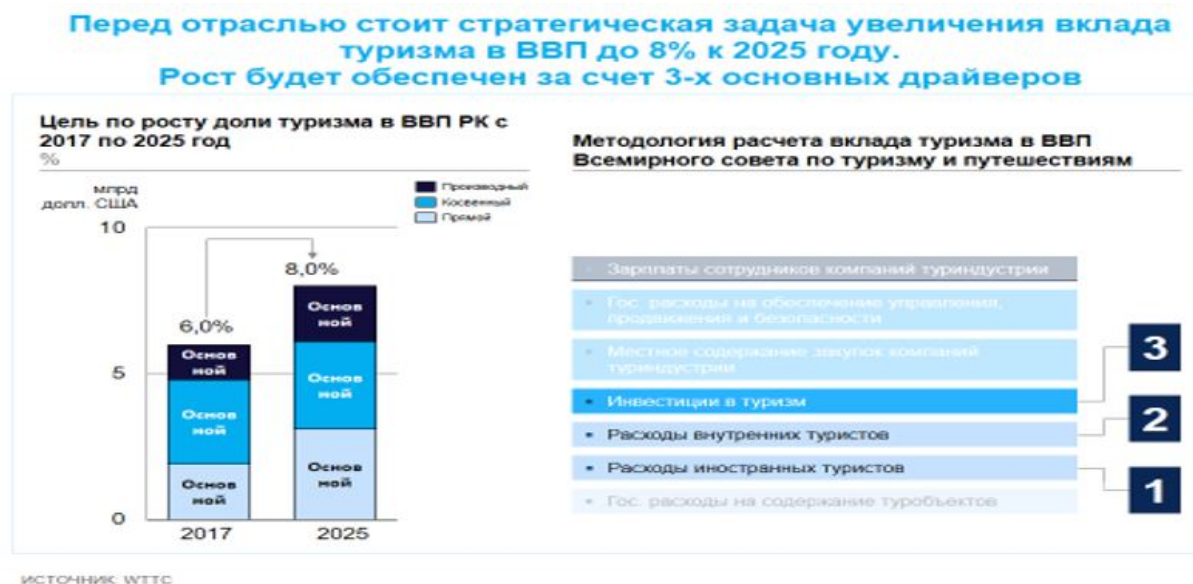 Перед отраслью стоит стратегическая задача увеличения вклада
туризма в ВВП до 8% к 2025 году.
Рост будет обеспечен за счет 3-х основных драйверов
Цель по росту доли туризма в ВВП РК с
2017 по 2025 год
%
млрд
долл. США
Производный
Косвенный
Прямой
10
8,0%
6,0%
5
0
Основ
ной
Основ
ной
Основ
ной
Основ
ной
Основ
ной
Основ
ной
2017
2025
Методология расчета вклада туризма в ВВП
Всемирного совета по туризму и путешествиям
Зарплаты сотрудников компаний туриндустрии
Гос. расходы на обеспечение управления,
продвижения и безопасности
Местное содержание закупок компаний
туриндустрии
Инвестиции в туризм
Расходы внутренних туристов
Расходы иностранных туристов
Гос. расходы на содержание туробъектов
3
2
1
ИСТОЧНИК: WTTC